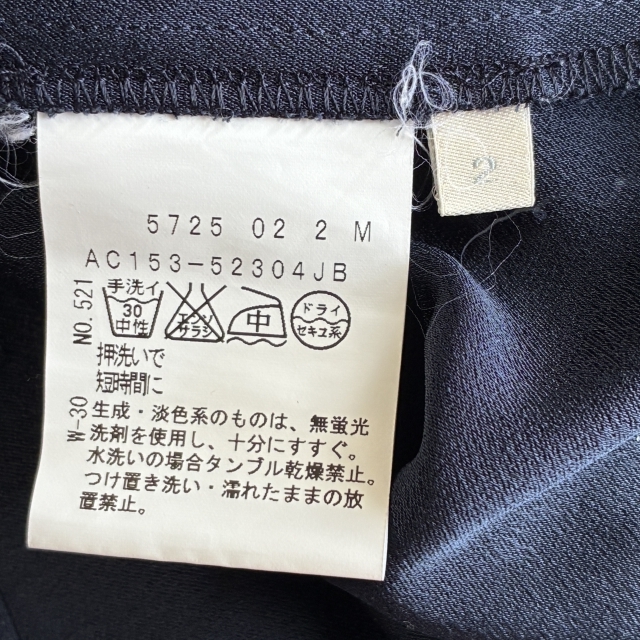 2
5725 02 2 M
AC153-52304JB
NO. 521
手洗イ
30
中性
エンソ
サラシ
中
ドライ
セキユ系
押洗いで
短時間に
W-30
生成・淡色系のものは、無蛍光
洗剤を使用し、十分にすすぐ。
水洗いの場合タンブル乾燥禁止。
つけ置き洗い・濡れたままの放
置禁止。